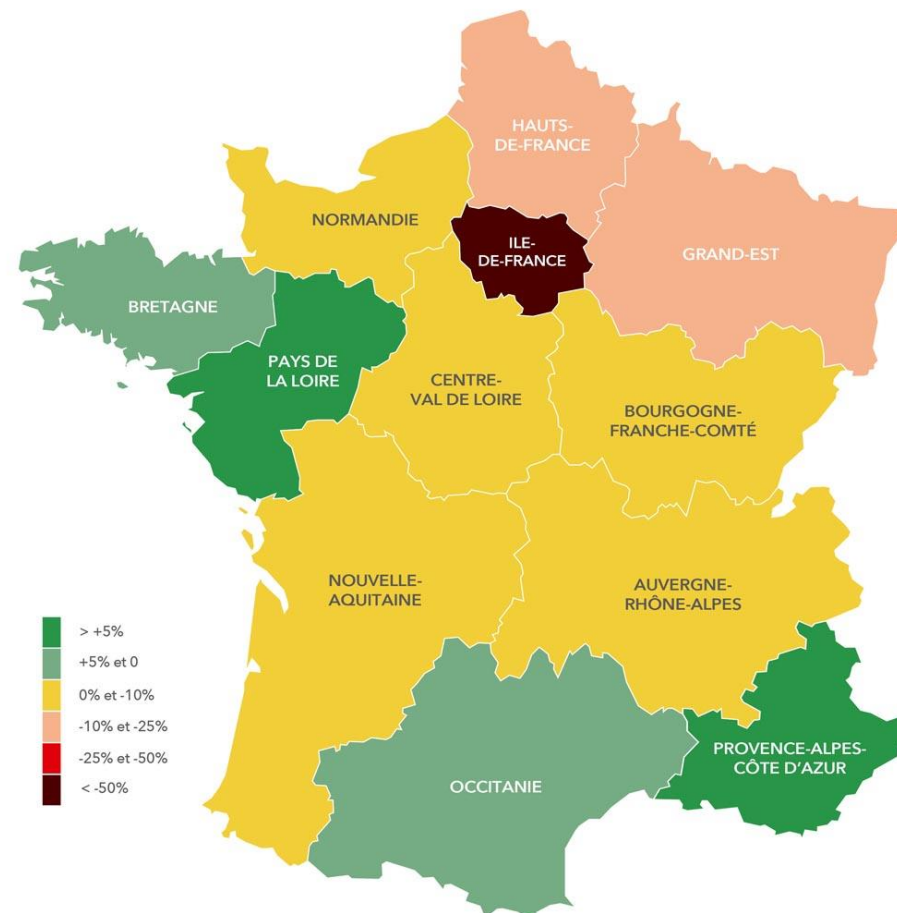 HAUTS-
DE-FRANCE
NORMANDIE
ILE-
DE-FRANCE
GRAND-EST
BRETAGNE
PAYS DE
LA LOIRE
CENTRE-
VAL DE LOIRE
BOURGOGNE-
FRANCHE-COMTÉ
NOUVELLE-
AQUITAINE
AUVERGNE-
RHÔNE-ALPES
PROVENCE-ALPES-
CÔTE D'AZUR
OCCITANIE
> +5%
+5% et 0
0% et -10%
-10% et -25%
-25% et -50%
< -50%